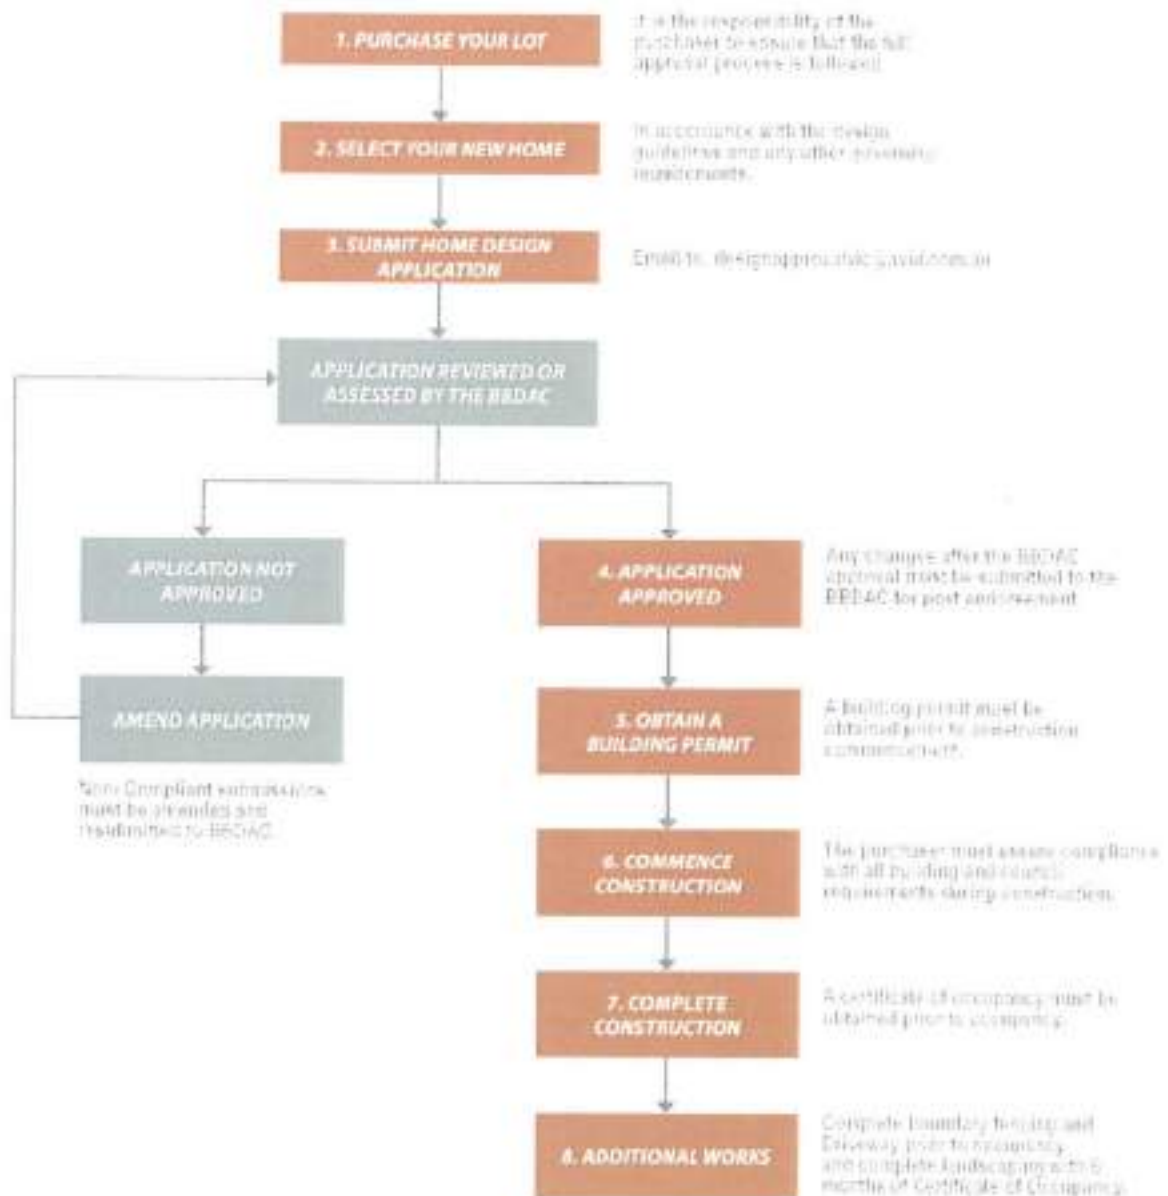 1. PURCHASE YOUR LOT
It is the responsibility of the
purchaser to ensure that the full
approval process is followed
2. SELECT YOUR NEW HOME
In accordance with the design
guidelines and any other
requirements.
3. SUBMIT HOME DESIGN
APPLICATION
Email to:
APPLICATION REVIEWED OR
ASSESSED BY THE BBDAC
APPLICATION NOT
APPROVED
4. APPLICATION
APPROVED
Any changes after the BBDAC
approval must be submitted to the
BBDAC for post endorsement
AMEND APPLICATION
Non-Compliant submissions
must be amended and
resubmitted to BBDAC
5. OBTAIN A
BUILDING PERMIT
A building permit must be
obtained prior to construction
commencement.
6. COMMENCE
CONSTRUCTION
The purchaser must ensure compliance
with all building and council
requirements during construction.
7. COMPLETE
CONSTRUCTION
A certificate of occupancy must be
obtained prior to occupancy.
8. ADDITIONAL WORKS
Complete boundary fencing and
Driveway prior to occupancy
and complete landscaping with 6
months of Certificate of Occupancy.